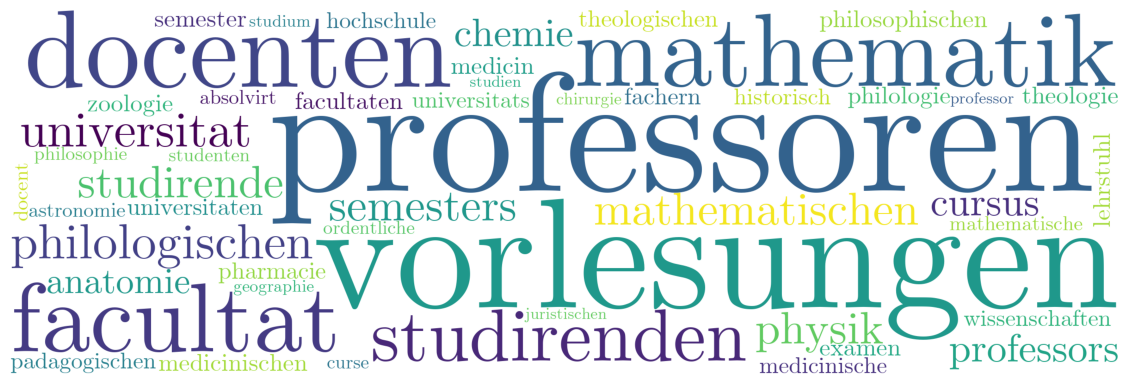 semester studium hochschule theologischen philosophischen
docenten chemie mathematik
medicin
studien
zoologie absolvirt facultaten universitats chirurgie fachern historisch philologie professor theologie
universitat professoren
philosophie studenten lehrstuhl
docent studirende
astronomie universitaten semesters mathematischen cursus
ordentliche mathematische
philologischen vorlesungen
anatomie pharmacie
geographie
facultat juristischen wissenschaften
studirenden physik
examen professors
padagogischen medicinischen curse medicinische